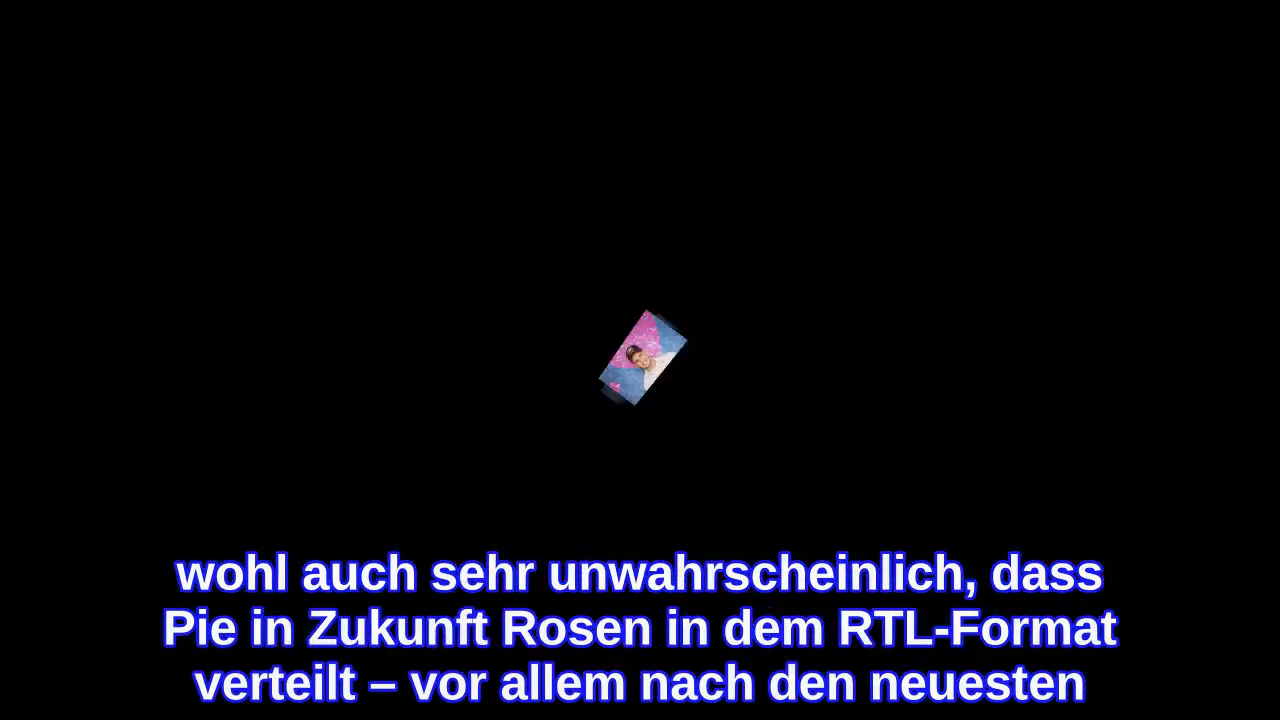 wohl auch sehr unwahrscheinlich, dass
Pie in Zukunft Rosen in dem RTL-Format
verteilt – vor allem nach den neuesten